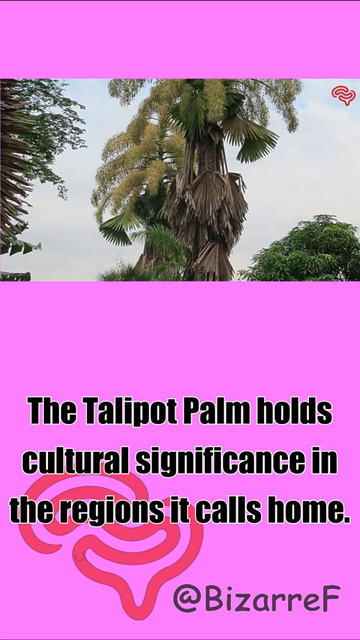 The Talipot Palm holds
cultural significance in
the regions it calls home.
@BizarreF